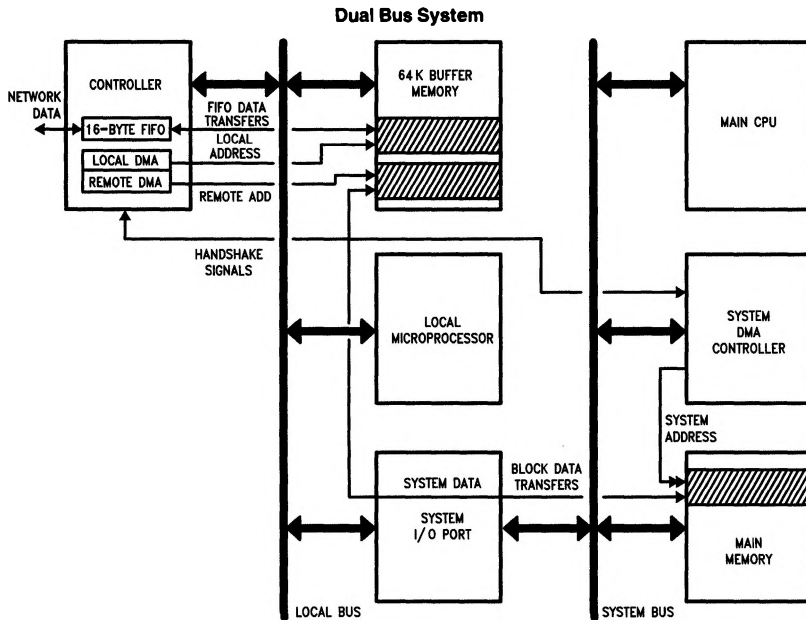 Dual Bus System
CONTROLLER
NETWORK
DATA
16-BYTE FIFO
LOCAL DMA
REMOTE DMA
FIFO DATA
TRANSFERS
LOCAL
ADDRESS
REMOTE ADD
64K BUFFER
MEMORY
MAIN CPU
HANDSHAKE
SIGNALS
LOCAL
MICROPROCESSOR
SYSTEM
DMA
CONTROLLER
SYSTEM
ADDRESS
SYSTEM DATA
SYSTEM
I/O PORT
BLOCK DATA
TRANSFERS
MAIN
MEMORY
LOCAL BUS
SYSTEM BUS